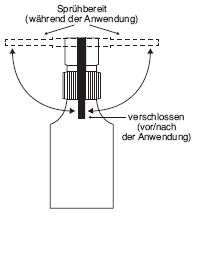 Sprühbereit
(während der Anwendung)
verschlossen
(vor/nach
der Anwendung)